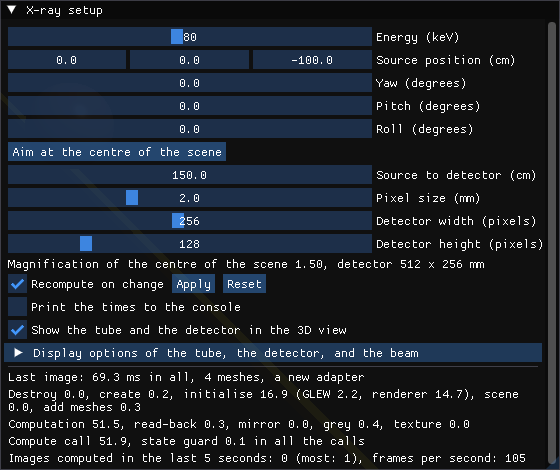 X-ray setup
80 Energy (keV)
0.0 0.0 -100.0 Source position (cm)
0.0 Yaw (degrees)
0.0 Pitch (degrees)
0.0 Roll (degrees)
Aim at the centre of the scene
150.0 Source to detector (cm)
2.0 Pixel size (mm)
256 Detector width (pixels)
128 Detector height (pixels)
Magnification of the centre of the scene 1.50, detector 512 x 256 mm
Recompute on change Apply Reset
Print the times to the console
Show the tube and the detector in the 3D view
Display options of the tube, the detector, and the beam
Last image: 69.3 ms in all, 4 meshes, a new adapter
Destroy 0.0, create 0.2, initialise 16.9 (GLEW 2.2, renderer 14.7), scene
0.0, add meshes 0.3
Computation 51.5, read-back 0.3, mirror 0.0, grey 0.4, texture 0.0
Compute call 51.9, state guard 0.1 in all the calls
Images computed in the last 5 seconds: 0 (most: 1), frames per second: 105